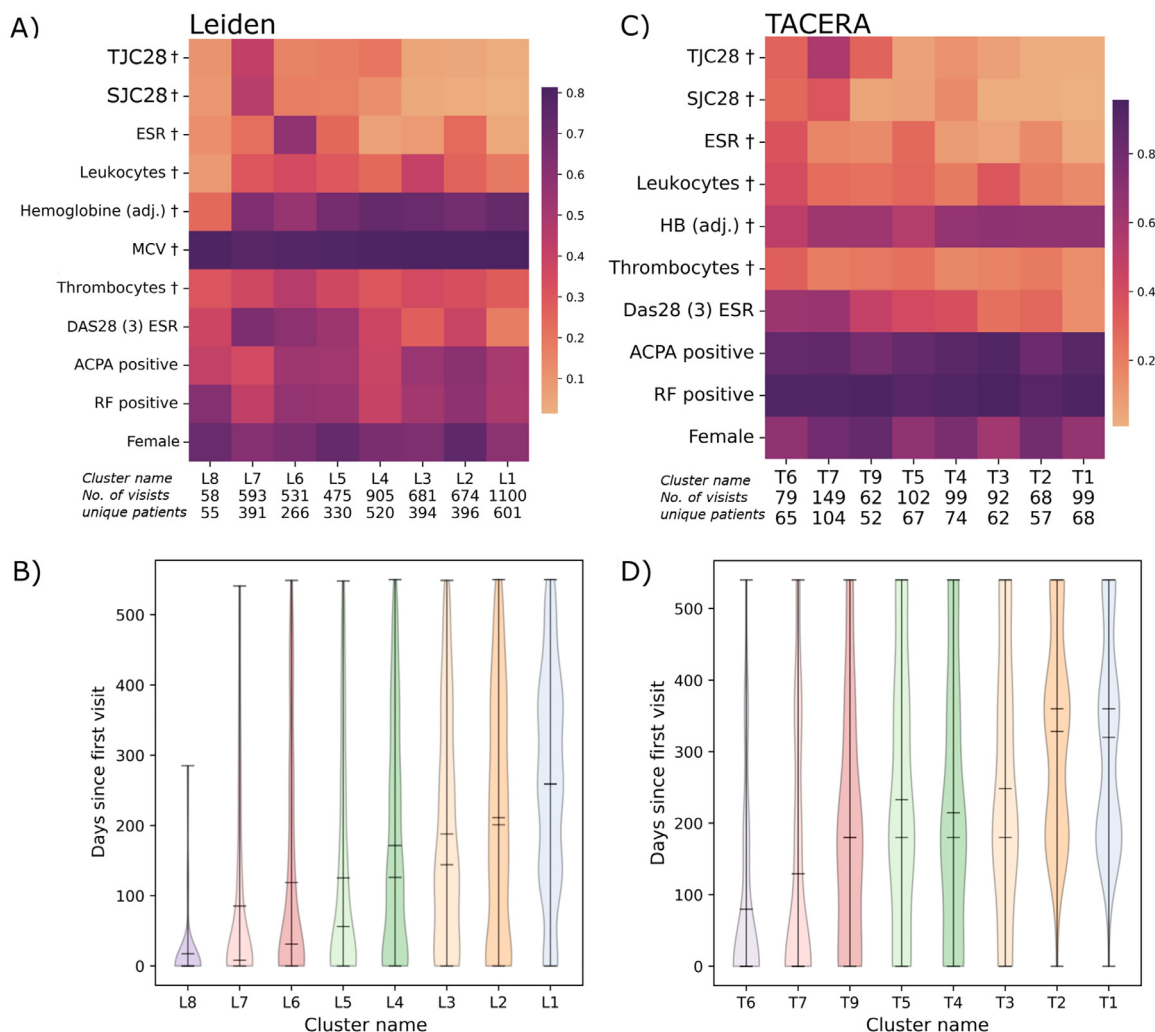 A)
Leiden
TJC28 †
SJC28 †
ESR †
Leukocytes †
Hemoglobine (adj.) †
MCV †
Thrombocytes †
DAS28 (3) ESR
ACPA positive
RF positive
Female
0.8
0.7
0.6
0.5
0.4
0.3
0.2
0.1
Cluster name L8 L7 L6 L5 L4 L3 L2 L1
No. of visists 58 593 531 475 905 681 674 1100
unique patients 55 391 266 330 520 394 396 601
C)
TACERA
TJC28 †
SJC28 †
ESR †
Leukocytes †
HB (adj.) †
Thrombocytes †
Das28 (3) ESR
ACPA positive
RF positive
Female
0.8
0.6
0.4
0.2
Cluster name T6 T7 T9 T5 T4 T3 T2 T1
No. of visists 79 149 62 102 99 92 68 99
unique patients 65 104 52 67 74 62 57 68
B)
Days since first visit
500
400
300
200
100
0
L8 L7 L6 L5 L4 L3 L2 L1
Cluster name
D)
Days since first visit
500
400
300
200
100
0
T6 T7 T9 T5 T4 T3 T2 T1
Cluster name